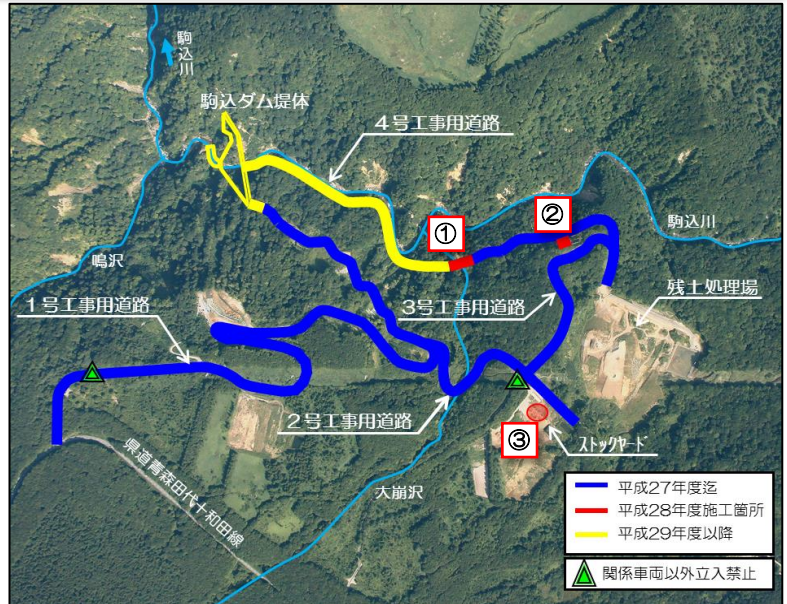 駒込川
駒込ダム堤体
4号工事用道路
①
②
駒込川
鳴沢
1号工事用道路
3号工事用道路
残土処理場
2号工事用道路
③
ストックヤード
県道青森田代十和田線
大崩沢
平成27年度迄
平成28年度施工箇所
平成29年度以降
関係車両以外立入禁止